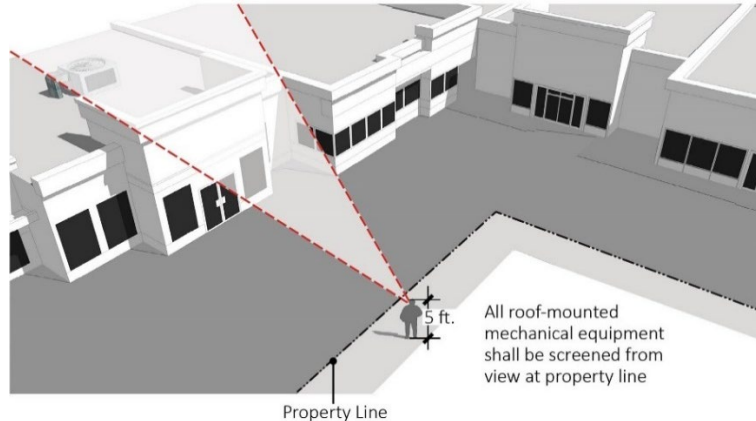 5 ft.
All roof-mounted
mechanical equipment
shall be screened from
view at property line
Property Line